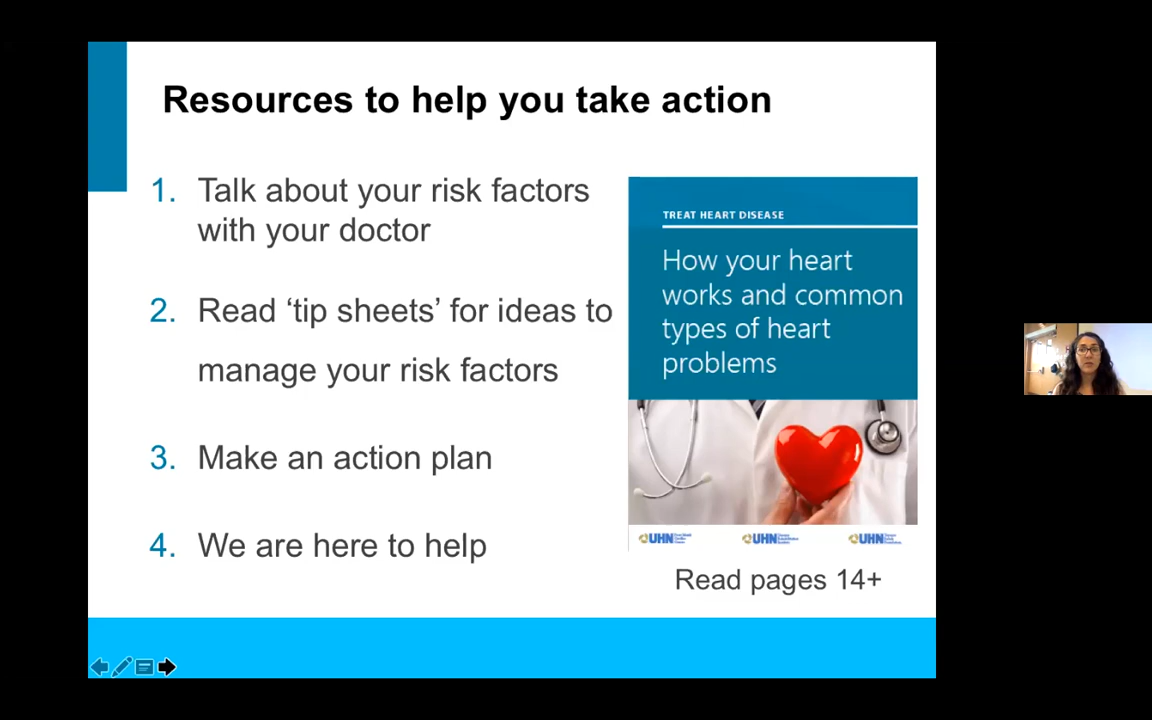 Resources to help you take action
1. Talk about your risk factors
with your doctor
2. Read ‘tip sheets’ for ideas to
manage your risk factors
3. Make an action plan
4. We are here to help
TREAT HEART DISEASE
How your heart
works and common
types of heart
problems
UHN
UHN
UHN
Read pages 14+